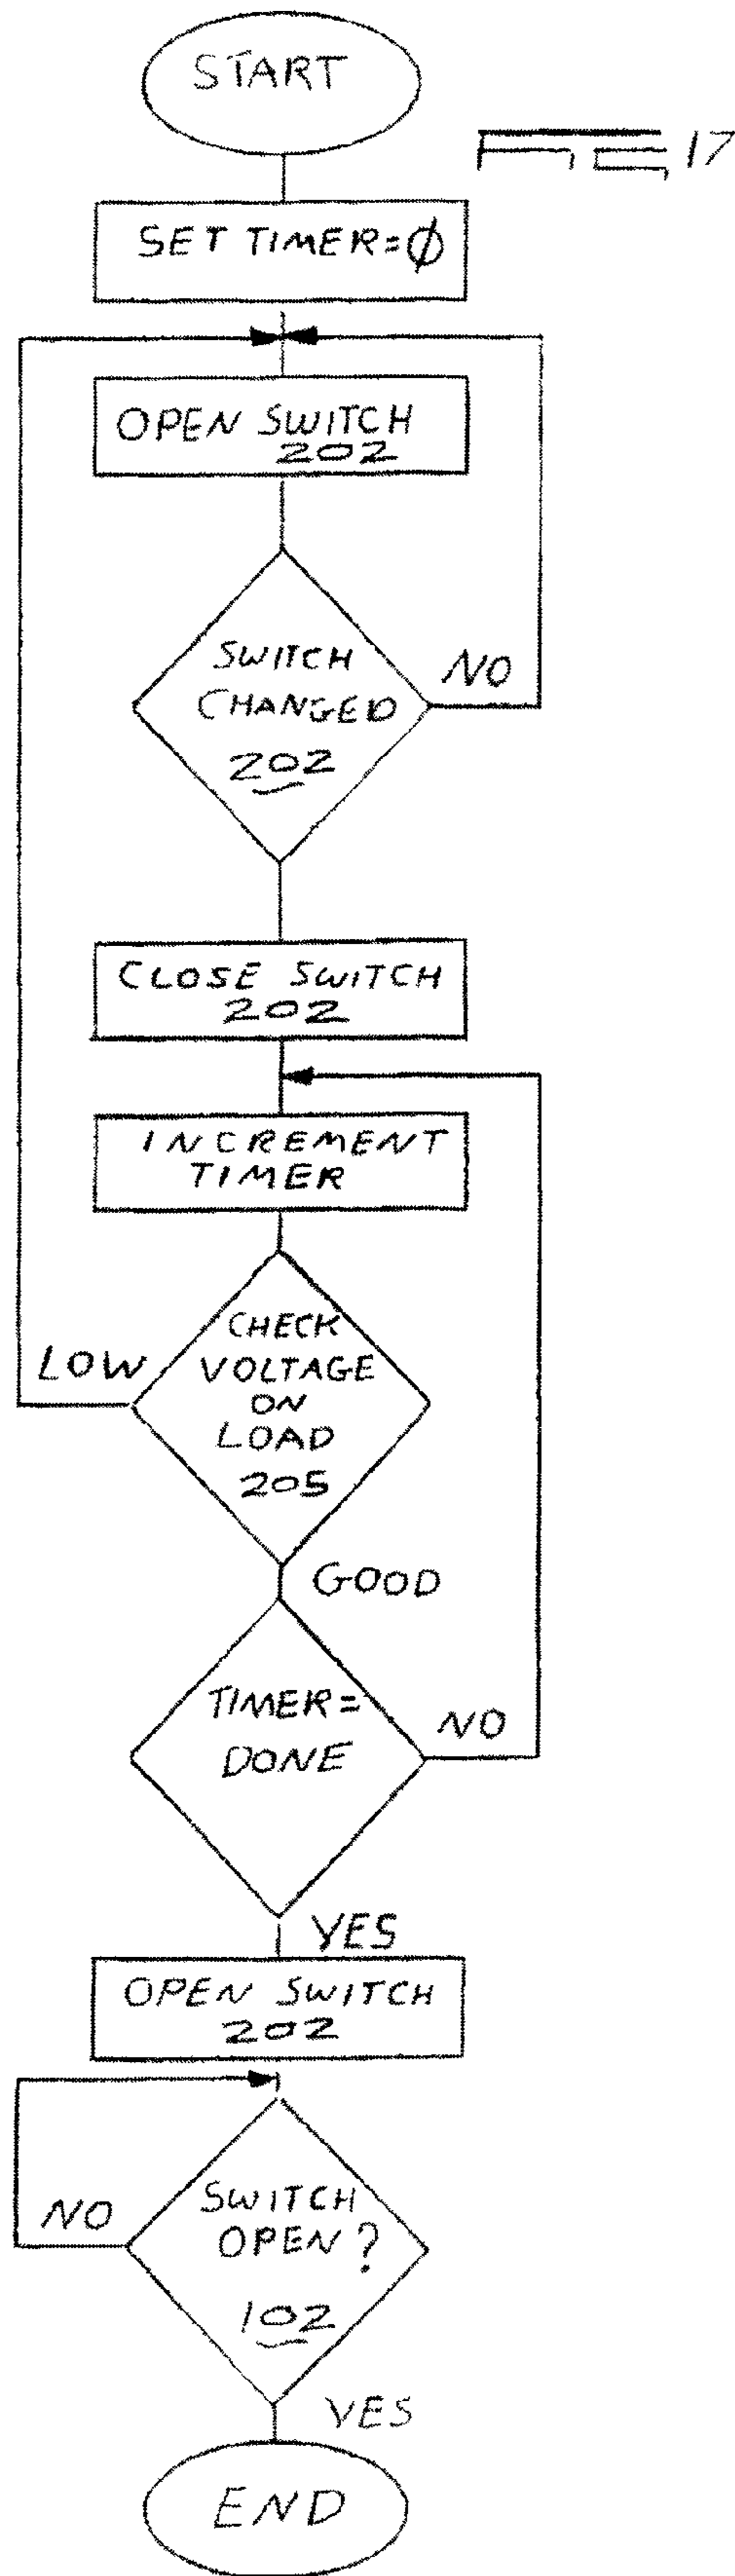 START
FIG 17
SET TIMER=Ø
OPEN SWITCH
202
SWITCH
CHANGED
202
NO
CLOSE SWITCH
202
INCREMENT
TIMER
CHECK
VOLTAGE
ON
LOAD
205
LOW
GOOD
TIMER=
DONE
NO
YES
OPEN SWITCH
202
SWITCH
OPEN?
102
NO
YES
END